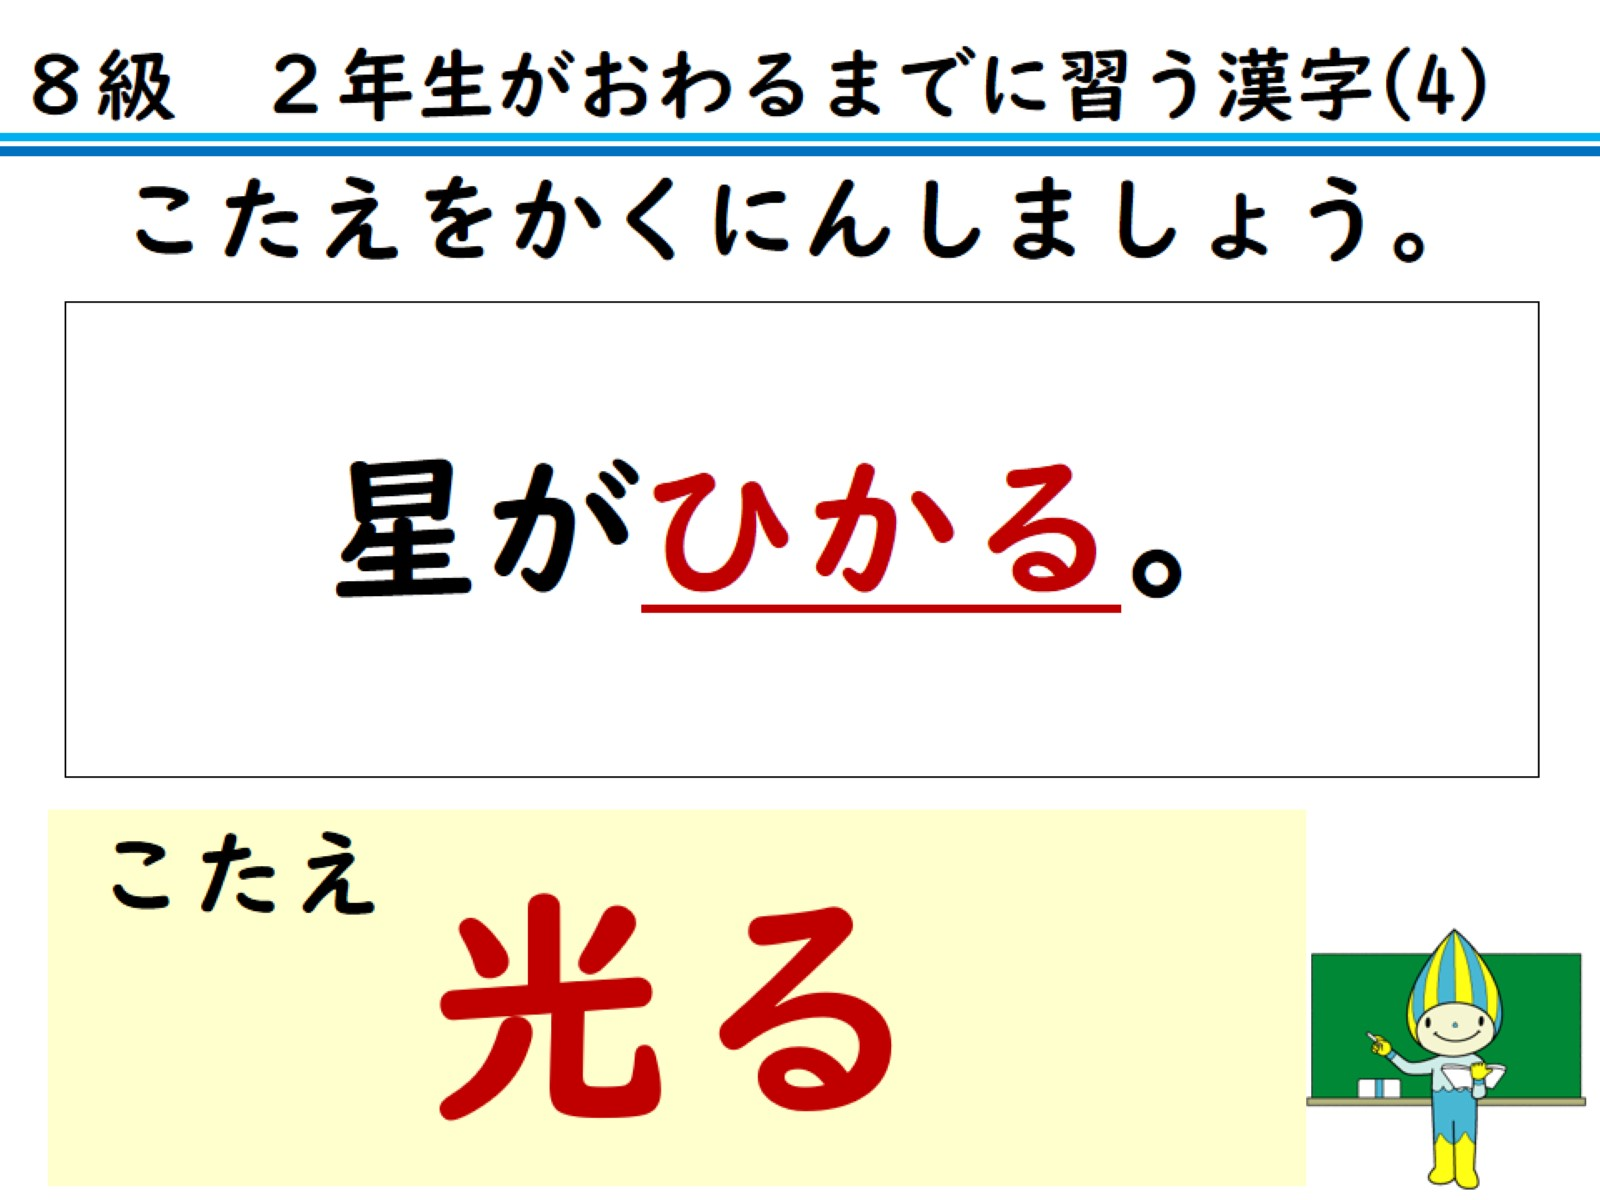 ８級　２年生がおわるまでに習う漢字(4)
こたえをかくにんしましょう。
星がひかる。
こたえ
光る